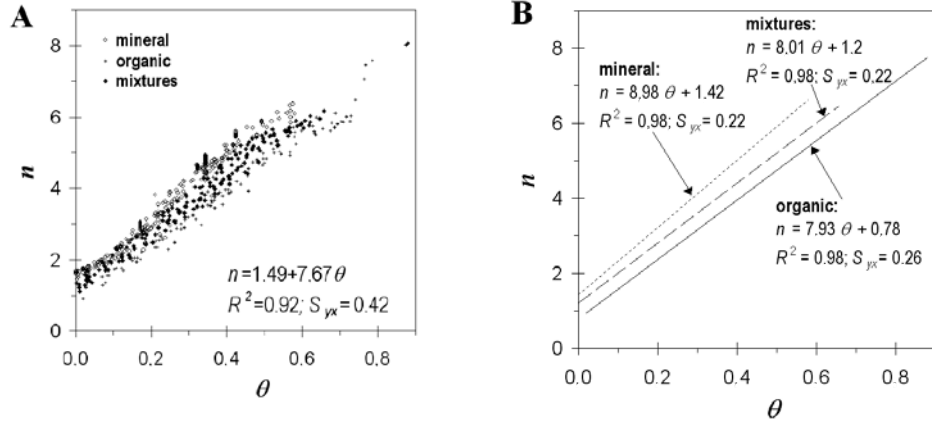 A
mineral
organic
mixtures
n=1.49+7.67θ
R²=0.92; Syx=0.42
n
8
6
4
2
0
0.0 0.2 0.4 0.6 0.8
θ
B
mixtures:
n = 8.01 θ + 1.2
R² = 0,98; Syx= 0.22
mineral:
n = 8,98 θ + 1.42
R² = 0,98; Syx= 0.22
organic:
n = 7.93 θ + 0.78
R² = 0.98; Syx= 0.26
n
8
6
4
2
0
0.0 0.2 0.4 0.6 0.8
θ